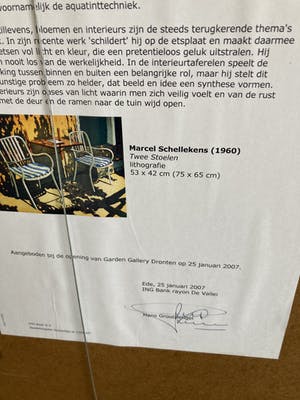 voornamelijk de aquatinttechniek.
tillevens, bloemen en interieurs zijn de steeds terugkerende thema's
k. In zijn recente werk 'schildert' hij op de etsplaat en maakt daarmee
etsen vol licht en kleur, die een pretentieloos geluk uitstralen. Hij
n nooit los van de werkelijkheid. In de interieurtaferelen speelt de
king tussen binnen en buiten een belangrijke rol, maar hij stelt dit
unstige probleem zo helder, dat beeld en idee een synthese vormen.
erieurs zijn oases van licht waarin men zich veilig voelt en van de rust
met de deur en de ramen naar de tuin wijd open.
Marcel Schellekens (1960)
Twee Stoelen
lithografie
53 x 42 cm (75 x 65 cm)
Aangeboden bij de opening van Garden Gallery Dronten op 25 januari 2007.
Ede, 25 januari 2007
ING Bank rayon De Vallei
Hans